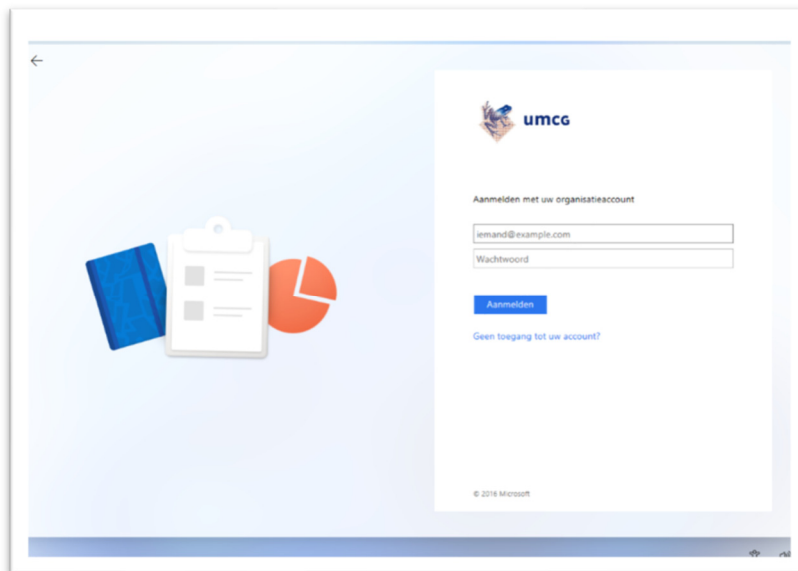 umcg
Aanmelden met uw organisatieaccount
iemand@example.com
Wachtwoord
Aanmelden
Geen toegang tot uw account?
© 2016 Microsoft